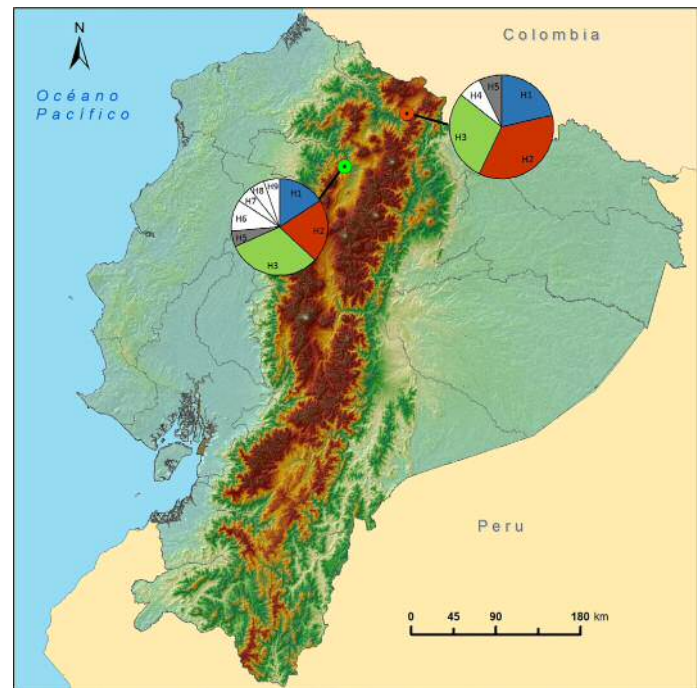 N
Colombia
Océano
Pacífico
H5
H4
H1
H3
H2
H9
H8
H7
H1
H6
H2
H5
H3
Peru
0 45 90 180 km